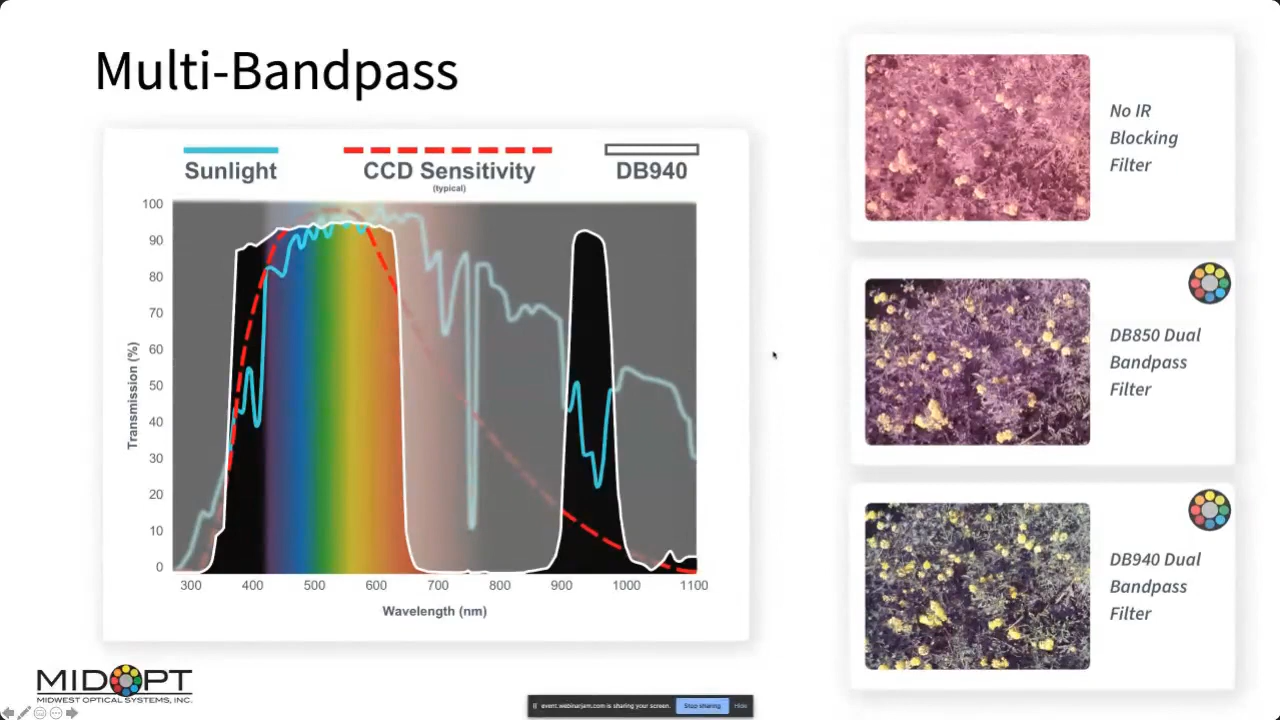 Multi-Bandpass
Sunlight
CCD Sensitivity
(typical)
DB940
100
90
80
70
60
50
40
30
20
10
0
Transmission (%)
300 400 500 600 700 800 900 1000 1100
Wavelength (nm)
No IR
Blocking
Filter
DB850 Dual
Bandpass
Filter
DB940 Dual
Bandpass
Filter
MIDOPT
MIDWEST OPTICAL SYSTEMS, INC.
event.webinarjam.com is sharing your screen.
Stop sharing
Hide